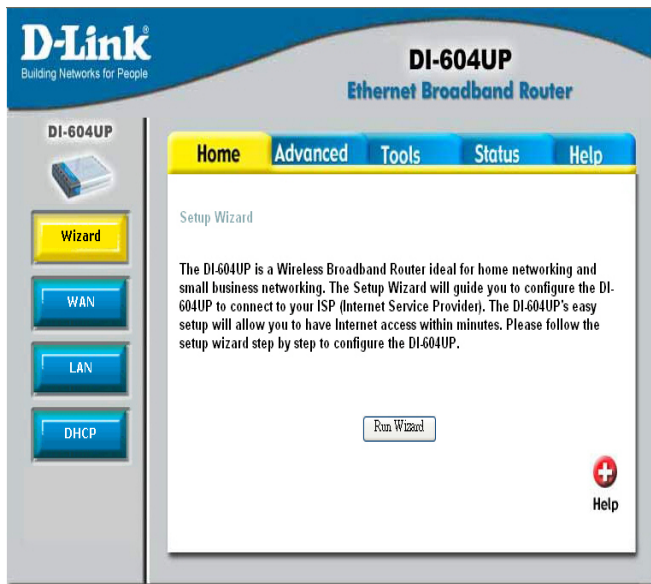 D-Link®
Building Networks for People
DI-604UP
Ethernet Broadband Router
DI-604UP
Wizard
WAN
LAN
DHCP
Home Advanced Tools Status Help
Setup Wizard
The DI-604UP is a Wireless Broadband Router ideal for home networking and
small business networking. The Setup Wizard will guide you to configure the DI-
604UP to connect to your ISP (Internet Service Provider). The DI-604UP's easy
setup will allow you to have Internet access within minutes. Please follow the
setup wizard step by step to configure the DI-604UP.
Run Wizard
Help